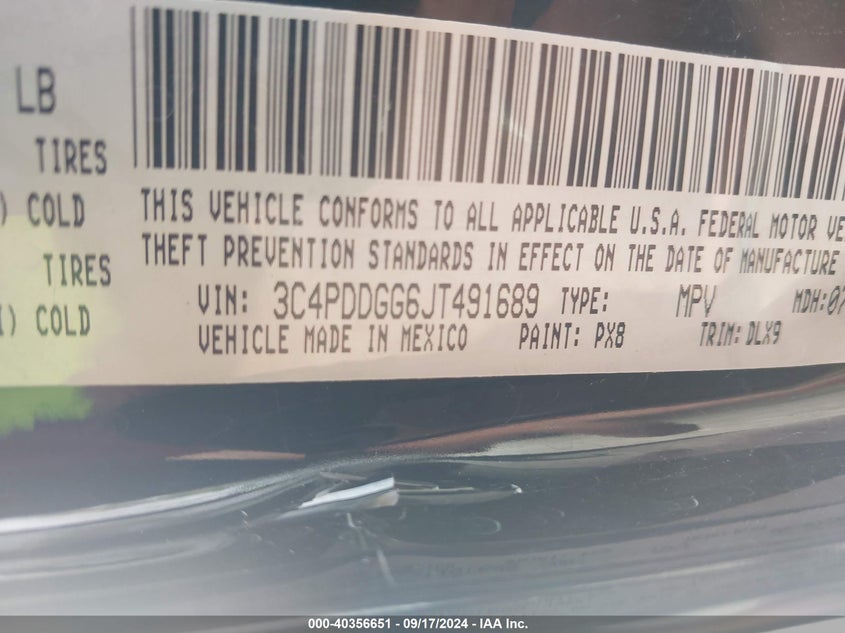 LB
TIRES
) COLD
TIRES
) COLD
THIS VEHICLE CONFORMS TO ALL APPLICABLE U.S.A. FEDERAL MOTOR VE
THEFT PREVENTION STANDARDS IN EFFECT ON THE DATE OF MANUFACTURE
VIN: 3C4PDDGG6JT491689 TYPE: MPV MDH:07
VEHICLE MADE IN MEXICO PAINT: PX8 TRIM: DLX9
000-40356651 - 09/17/2024 - IAA Inc.